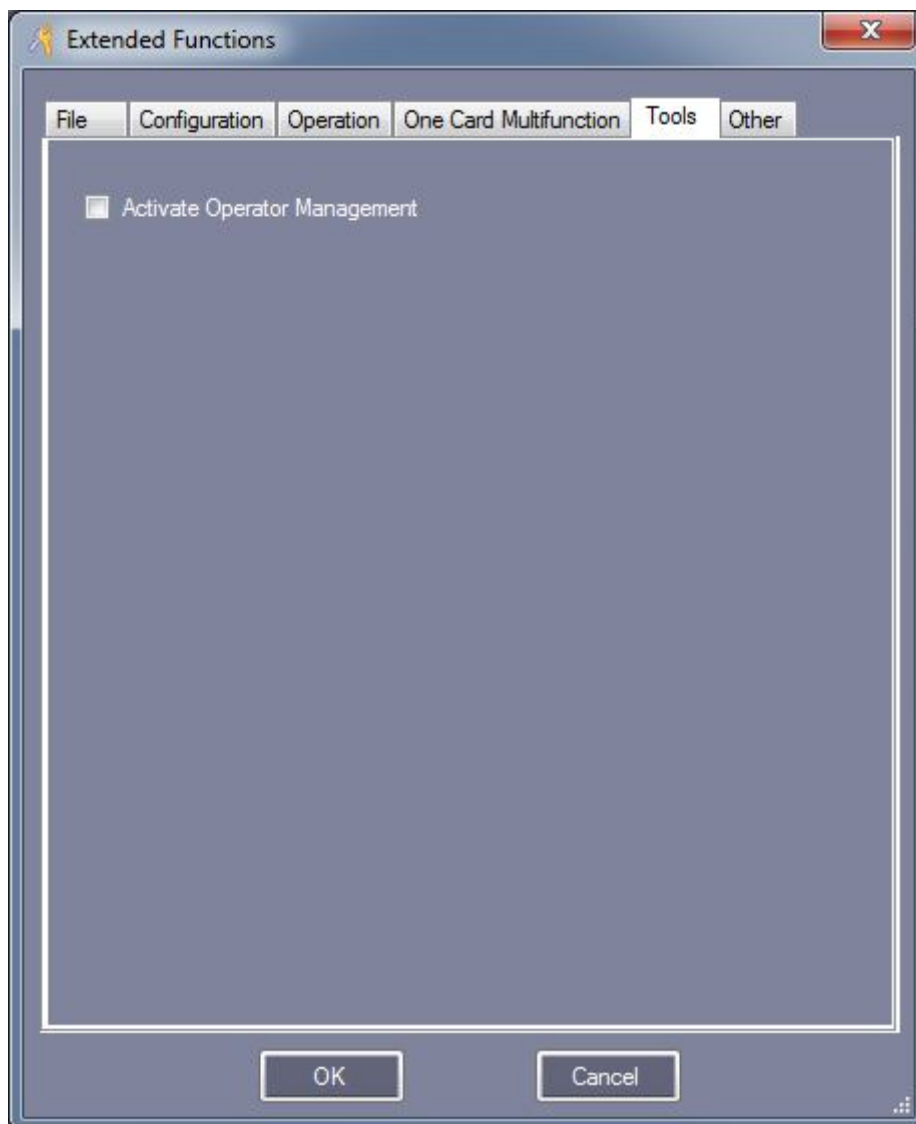 Extended Functions
File Configuration Operation One Card Multifunction Tools Other
Activate Operator Management
OK Cancel